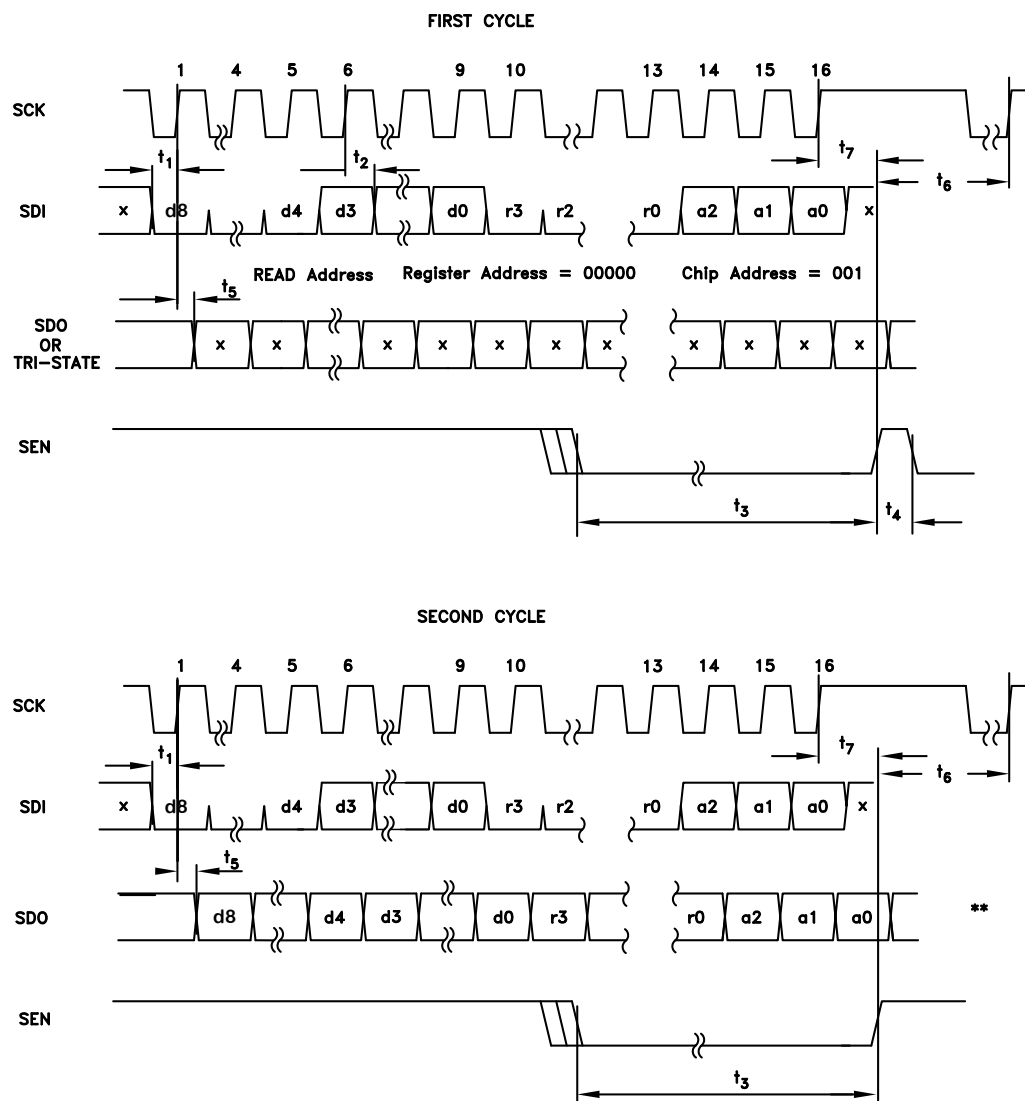 FIRST CYCLE
1 4 5 6 9 10 13 14 15 16
SCK
t1 t2 t7 t6
SDI x d8 d4 d3 d0 r3 r2 r0 a2 a1 a0 x
READ Address Register Address = 00000 Chip Address = 001
t5
SDO
OR
TRI-STATE
x x x x x x x x x x x
SEN
t3 t4
SECOND CYCLE
1 4 5 6 9 10 13 14 15 16
SCK
t1 t7 t6
SDI x d8 d4 d3 d0 r3 r2 r0 a2 a1 a0 x
t5
SDO d8 d4 d3 d0 r3 r0 a2 a1 a0 **
SEN
t3